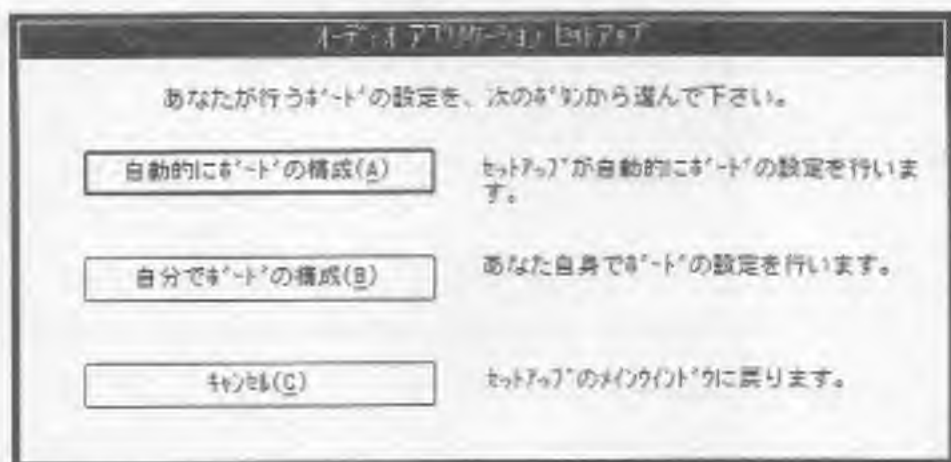 ｵｰﾃﾞｨｵ ｱﾌﾟﾘｹｰｼｮﾝ ｾｯﾄｱｯﾌﾟ
あなたが行うﾎﾞｰﾄﾞの設定を、次のﾎﾞﾀﾝから選んで下さい。
自動的にﾎﾞｰﾄﾞの構成(A)
ｾｯﾄｱｯﾌﾟが自動的にﾎﾞｰﾄﾞの設定を行いま
す。
自分でﾎﾞｰﾄﾞの構成(B)
あなた自身でﾎﾞｰﾄﾞの設定を行います。
ｷｬﾝｾﾙ(C)
ｾｯﾄｱｯﾌﾟのﾒｲﾝｳｲﾝﾄﾞｳに戻ります。